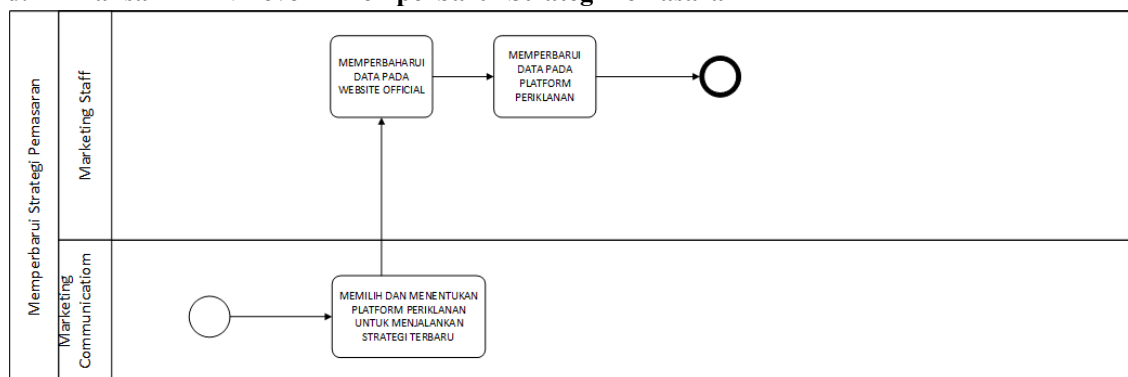 Memperbarui Strategi Pemasaran
Marketing Staff
MEMPERBAHARUI
DATA PADA
WEBSITE OFFICIAL
MEMPERBARUI
DATA PADA
PLATFORM
PERIKLANAN
Marketing
Communicatiom
MEMILIH DAN MENENTUKAN
PLATFORM PERIKLANAN
UNTUK MENJALANKAN
STRATEGI TERBARU